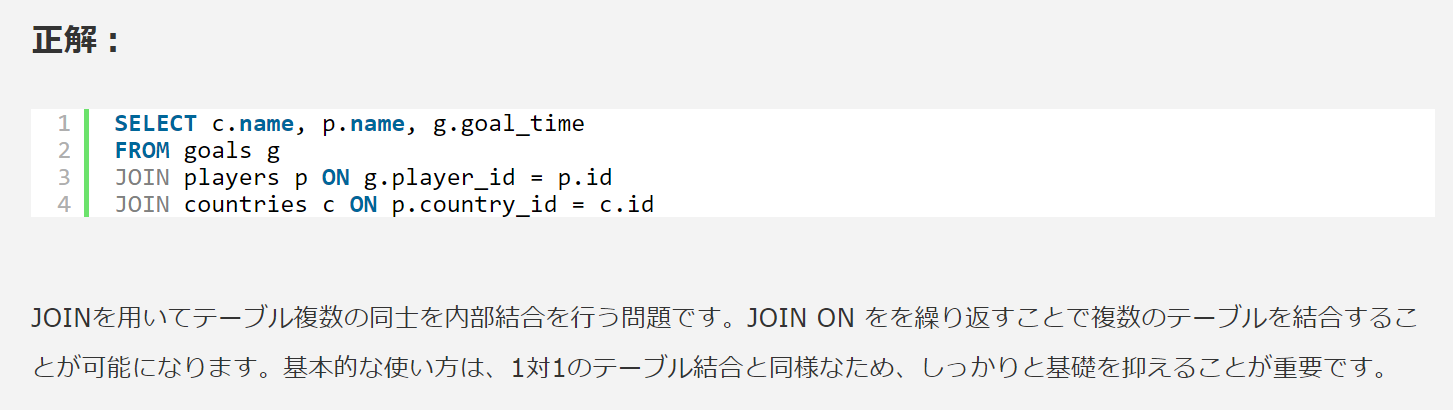 正解：
1 SELECT c.name, p.name, g.goal_time
2 FROM goals g
3 JOIN players p ON g.player_id = p.id
4 JOIN countries c ON p.country_id = c.id
JOINを用いてテーブル複数の同士を内部結合を行う問題です。JOIN ON をを繰り返すことで複数のテーブルを結合するこ
とが可能になります。基本的な使い方は、1対1のテーブル結合と同様なため、しっかりと基礎を抑えることが重要です。